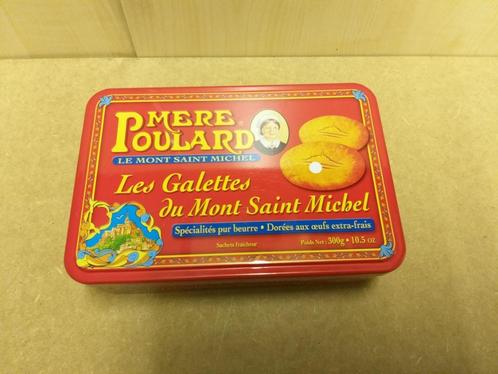 MERE
POULARD
LE MONT SAINT MICHEL
Les Galettes
du Mont Saint Michel
Spécialités pur beurre • Dorées aux œufs extra-frais
Sachets fraîcheur
Poids Net : 300g • 10.5 oz